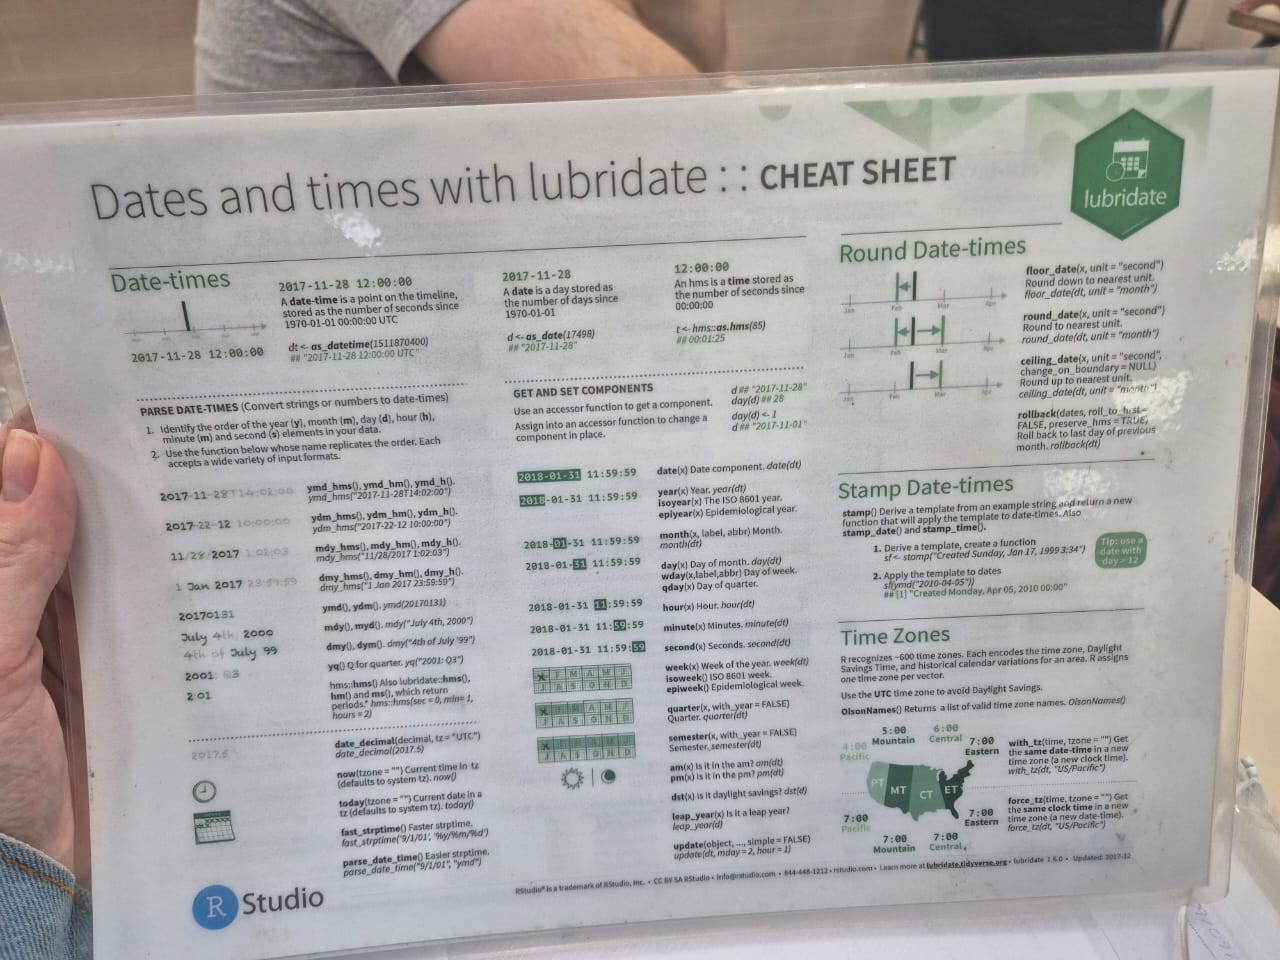 Dates and times with lubridate : : CHEAT SHEET
lubridate
Date-times
2017-11-28 12:00:00
2017-11-28 12:00:00
A date-time is a point on the timeline,
stored as the number of seconds since
1970-01-01 00:00:00 UTC
dt <- as_datetime(1511870400)
## "2017-11-28 12:00:00 UTC"
2017-11-28
A date is a day stored as
the number of days since
1970-01-01
d <- as_date(17498)
## "2017-11-28"
12:00:00
An hms is a time stored as
the number of seconds since
00:00:00
t <- hms::as.hms(85)
## 00:01:25
PARSE DATE-TIMES (Convert strings or numbers to date-times)
1. Identify the order of the year (y), month (m), day (d), hour (h),
minute (m) and second (s) elements in your data.
2. Use the function below whose name replicates the order. Each
accepts a wide variety of input formats.
2017-11-28T14:02:00
ymd_hms(), ymd_hm(), ymd_h().
ymd_hms("2017-11-28T14:02:00")
2017-22-12 10:00:00
ydm_hms(), ydm_hm(), ydm_h().
ydm_hms("2017-22-12 10:00:00")
11/28/2017 1:02:03
mdy_hms(), mdy_hm(), mdy_h().
mdy_hms("11/28/2017 1:02:03")
1 Jan 2017 23:59:59
dmy_hms(), dmy_hm(), dmy_h().
dmy_hms("1 Jan 2017 23:59:59")
20170131
ymd(), ydm(). ymd(20170131)
July 4th, 2000
mdy(), myd(). mdy("July 4th, 2000")
4th of July '99
dmy(), dym(). dmy("4th of July '99")
2001: Q3
yq() Q for quarter. yq("2001: Q3")
2:01
hms::hms() Also lubridate::hms(),
hm() and ms(), which return
periods.* hms::hms(sec = 0, min= 1,
hours = 2)
2017.5
date_decimal(decimal, tz = "UTC")
date_decimal(2017.5)
now(tzone = "") Current time in tz
(defaults to system tz). now()
today(tzone = "") Current date in a
tz (defaults to system tz). today()
fast_strptime() Faster strptime.
fast_strptime('9/1/01', '%y/%m/%d')
parse_date_time() Easier strptime.
parse_date_time("9/1/01", "ymd")
GET AND SET COMPONENTS
Use an accessor function to get a component.
Assign into an accessor function to change a
component in place.
d ## "2017-11-28"
day(d) ## 28
day(d) <- 1
d ## "2017-11-01"
2018-01-31 11:59:59
date(x) Date component. date(dt)
2018-01-31 11:59:59
year(x) Year. year(dt)
isoyear(x) The ISO 8601 year.
epiyear(x) Epidemiological year.
2018-01-31 11:59:59
month(x, label, abbr) Month.
month(dt)
2018-01-31 11:59:59
day(x) Day of month. day(dt)
wday(x,label,abbr) Day of week.
qday(x) Day of quarter.
2018-01-31 11:59:59
hour(x) Hour. hour(dt)
2018-01-31 11:59:59
minute(x) Minutes. minute(dt)
2018-01-31 11:59:59
second(x) Seconds. second(dt)
week(x) Week of the year. week(dt)
isoweek() ISO 8601 week.
epiweek() Epidemiological week.
quarter(x, with_year = FALSE)
Quarter. quarter(dt)
semester(x, with_year = FALSE)
Semester. semester(dt)
am(x) Is it in the am? am(dt)
pm(x) Is it in the pm? pm(dt)
dst(x) Is it daylight savings? dst(d)
leap_year(x) Is it a leap year?
leap_year(d)
update(object, ..., simple = FALSE)
update(dt, mday = 2, hour = 1)
x F M A M J
J A S O N D
x F M A M J
J A S O N D
x F M A M J
J A S O N D
Round Date-times
Jan Feb Mar Apr
floor_date(x, unit = "second")
Round down to nearest unit.
floor_date(dt, unit = "month")
Jan Feb Mar Apr
round_date(x, unit = "second")
Round to nearest unit.
round_date(dt, unit = "month")
Jan Feb Mar Apr
ceiling_date(x, unit = "second",
change_on_boundary = NULL)
Round up to nearest unit.
ceiling_date(dt, unit = "month")
rollback(dates, roll_to_first =
FALSE, preserve_hms = TRUE)
Roll back to last day of previous
month. rollback(dt)
Stamp Date-times
stamp() Derive a template from an example string and return a new
function that will apply the template to date-times. Also
stamp_date() and stamp_time().
1. Derive a template, create a function
sf <- stamp("Created Sunday, Jan 17, 1999 3:34")
2. Apply the template to dates
sf(ymd("2010-04-05"))
## [1] "Created Monday, Apr 05, 2010 00:00"
Tip: use a
date with
day > 12
Time Zones
R recognizes ~600 time zones. Each encodes the time zone, Daylight
Savings Time, and historical calendar variations for an area. R assigns
one time zone per vector.
Use the UTC time zone to avoid Daylight Savings.
OlsonNames() Returns a list of valid time zone names. OlsonNames()
4:00
Pacific
5:00
Mountain
6:00
Central
7:00
Eastern
PT
MT
CT
ET
7:00
Pacific
7:00
Mountain
7:00
Central
7:00
Eastern
with_tz(time, tzone = "") Get
the same date-time in a new
time zone (a new clock time).
with_tz(dt, "US/Pacific")
force_tz(time, tzone = "") Get
the same clock time in a new
time zone (a new date-time).
force_tz(dt, "US/Pacific")
R Studio
RStudio® is a trademark of RStudio, Inc. • CC BY SA RStudio • info@rstudio.com • 844-448-1212 • rstudio.com • Learn more at lubridate.tidyverse.org • lubridate 1.6.0 • Updated: 2017-12